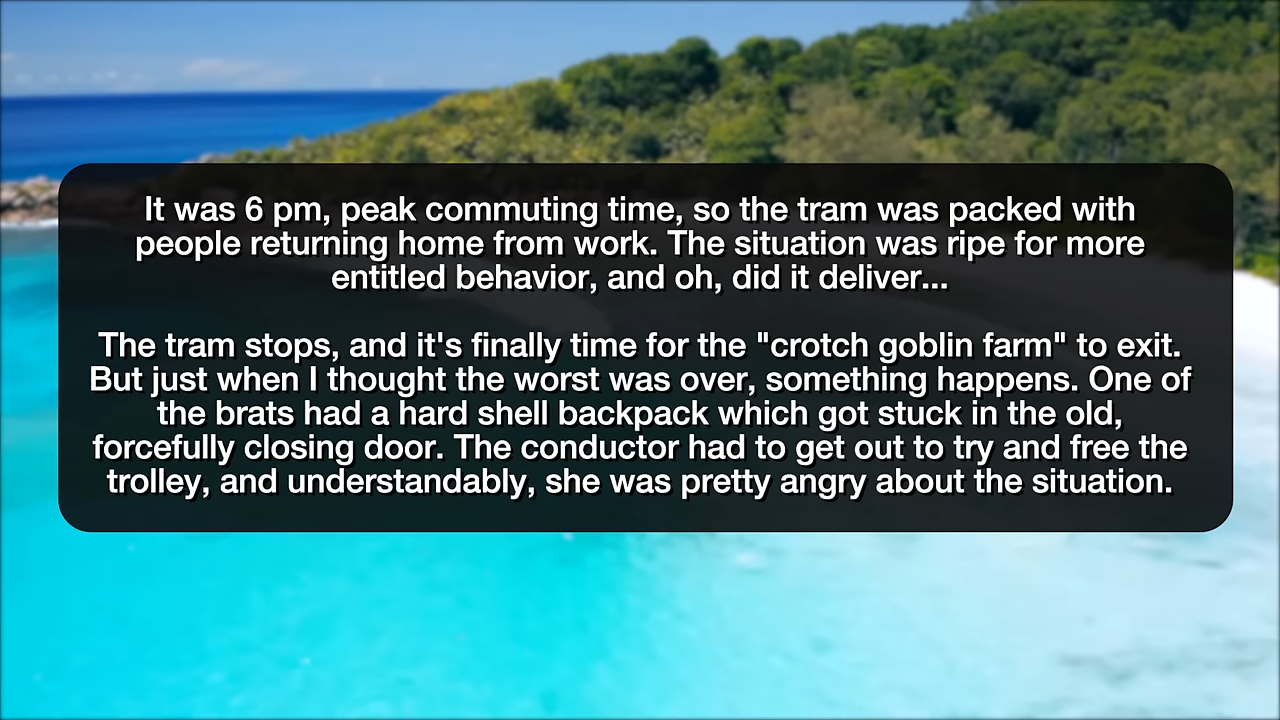 It was 6 pm, peak commuting time, so the tram was packed with
people returning home from work. The situation was ripe for more
entitled behavior, and oh, did it deliver...
The tram stops, and it's finally time for the "crotch goblin farm" to exit.
But just when I thought the worst was over, something happens. One of
the brats had a hard shell backpack which got stuck in the old,
forcefully closing door. The conductor had to get out to try and free the
trolley, and understandably, she was pretty angry about the situation.